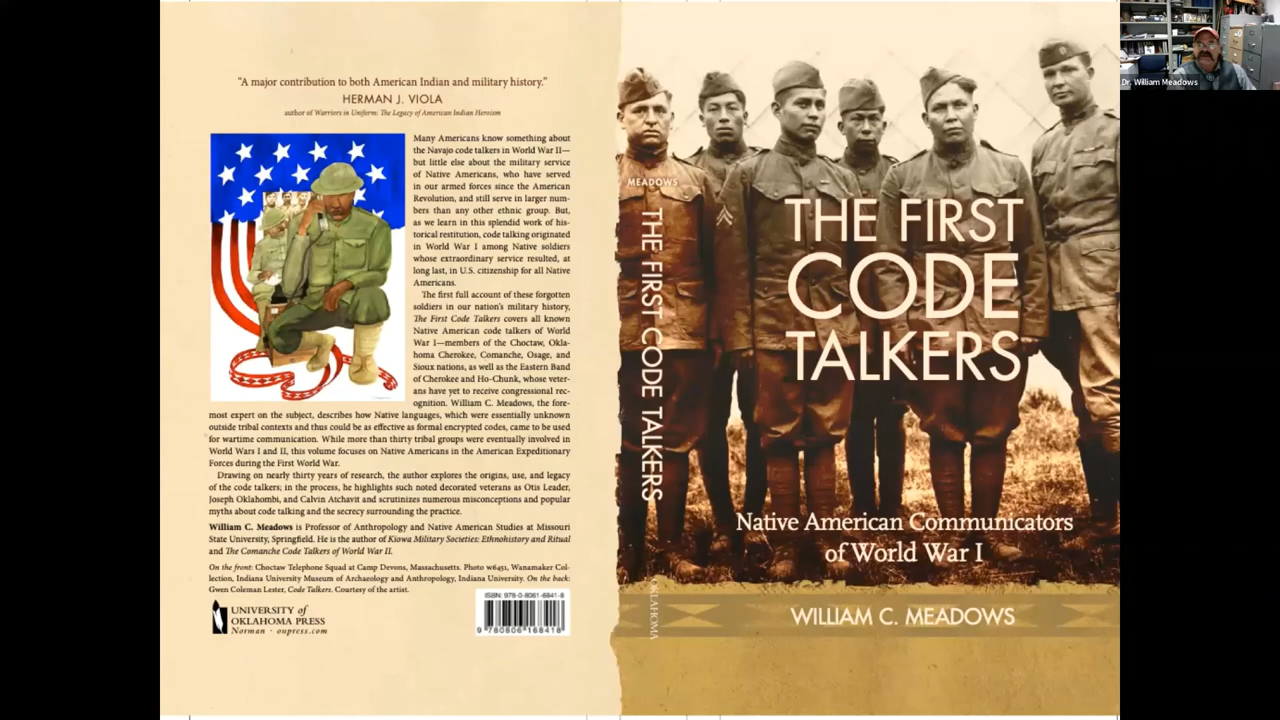 "A major contribution to both American Indian and military history."
HERMAN J. VIOLA
author of Warriors in Uniform: The Legacy of American Indian Heroism
Many Americans know something about
the Navajo code talkers in World War II—
but little else about the military service
of Native Americans, who have served
in our armed forces since the American
Revolution, and still serve in larger num-
bers than any other ethnic group. But,
as we learn in this splendid work of his-
torical restitution, code talking originated
in World War I among Native soldiers
whose extraordinary service resulted, at
long last, in U.S. citizenship for all Native
Americans.
The first full account of these forgotten
soldiers in our nation's military history,
The First Code Talkers covers all known
Native American code talkers of World
War I—members of the Choctaw, Okla-
homa Cherokee, Comanche, Osage, and
Sioux nations, as well as the Eastern Band
of Cherokee and Ho-Chunk, whose veter-
ans have yet to receive congressional rec-
ognition. William C. Meadows, the fore-
most expert on the subject, describes how Native languages, which were essentially unknown
outside tribal contexts and thus could be as effective as formal encrypted codes, came to be used
for wartime communication. While more than thirty tribal groups were eventually involved in
World Wars I and II, this volume focuses on Native Americans in the American Expeditionary
Forces during the First World War.
Drawing on nearly thirty years of research, the author explores the origins, use, and legacy
of the code talkers; in the process, he highlights such noted decorated veterans as Otis Leader,
Joseph Oklahombi, and Calvin Atchavit and scrutinizes numerous misconceptions and popular
myths about code talking and the secrecy surrounding the practice.
William C. Meadows is Professor of Anthropology and Native American Studies at Missouri
State University, Springfield. He is the author of Kiowa Military Societies: Ethnohistory and Ritual
and The Comanche Code Talkers of World War II.
On the front: Choctaw Telephone Squad at Camp Devons, Massachusetts. Photo w6451, Wanamaker Col-
lection, Indiana University Museum of Archaeology and Anthropology, Indiana University. On the back:
Gwen Coleman Lester, Code Talkers. Courtesy of the artist.
UNIVERSITY of
OKLAHOMA PRESS
Norman · oupress.com
ISBN: 978-0-8061-6841-8
9 780806 168418
MEADOWS
THE FIRST CODE TALKERS
OKLAHOMA
THE FIRST
CODE
TALKERS
Native American Communicators
of World War I
WILLIAM C. MEADOWS
Dr. William Meadows